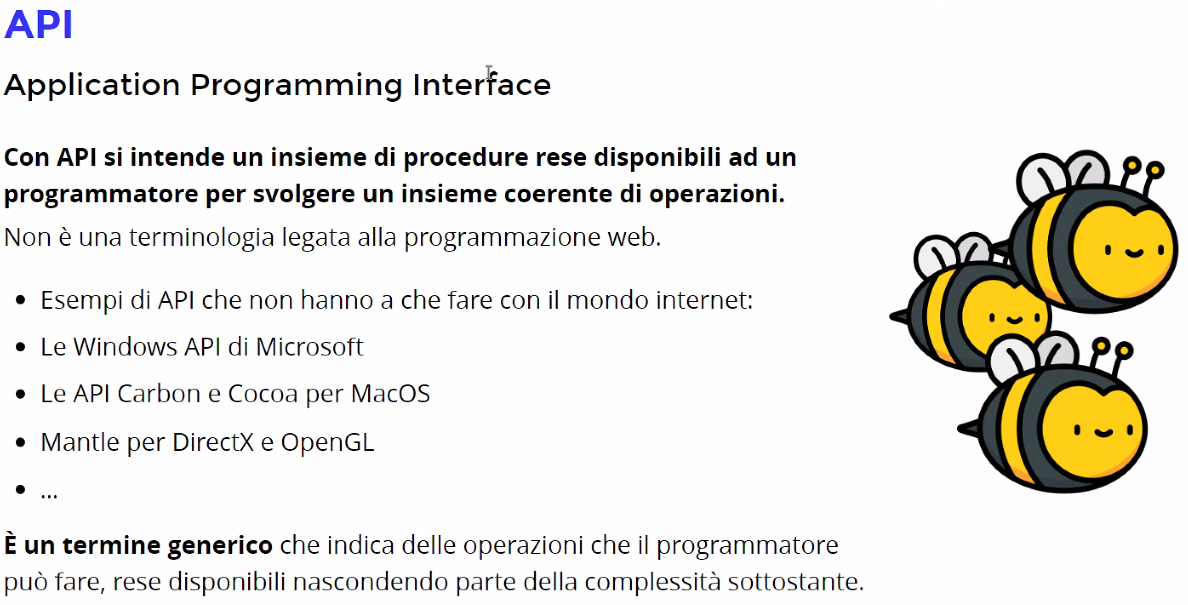 API
Application Programming Interface
Con API si intende un insieme di procedure rese disponibili ad un
programmatore per svolgere un insieme coerente di operazioni.
Non è una terminologia legata alla programmazione web.
• Esempi di API che non hanno a che fare con il mondo internet:
• Le Windows API di Microsoft
• Le API Carbon e Cocoa per MacOS
• Mantle per DirectX e OpenGL
• ...
È un termine generico che indica delle operazioni che il programmatore
può fare, rese disponibili nascondendo parte della complessità sottostante.